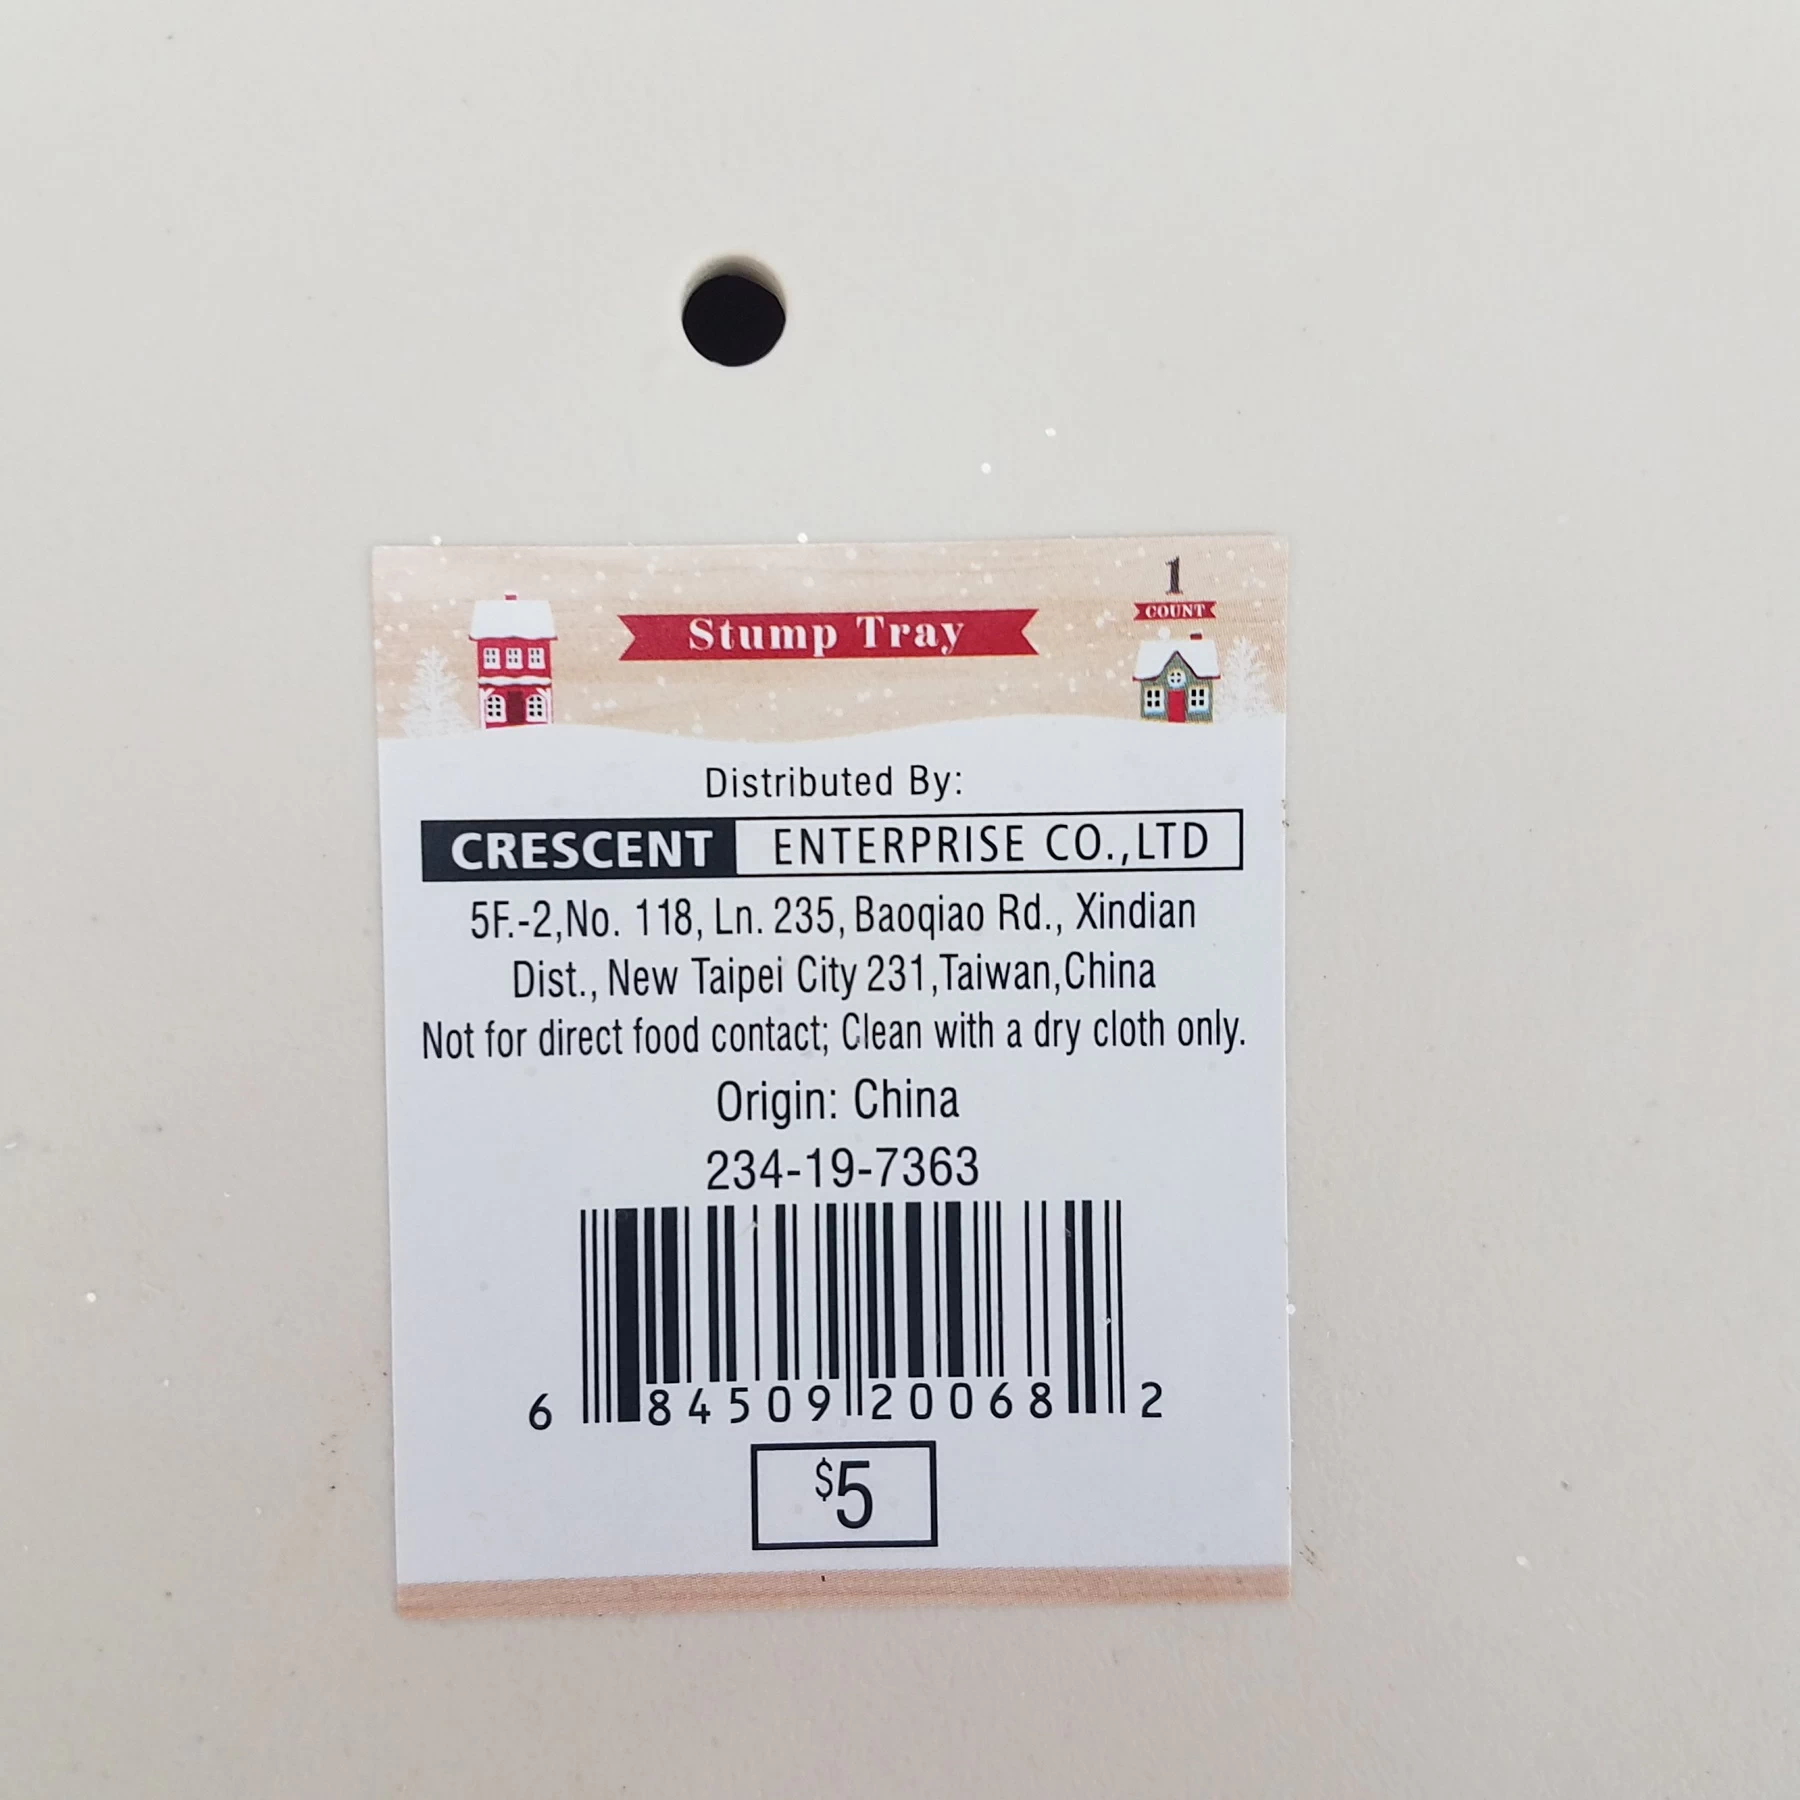 1
COUNT
Stump Tray
Distributed By:
CRESCENT ENTERPRISE CO.,LTD
5F.-2,No. 118, Ln. 235, Baoqiao Rd., Xindian
Dist., New Taipei City 231,Taiwan,China
Not for direct food contact; Clean with a dry cloth only.
Origin: China
234-19-7363
6 84509 20068 2
$5